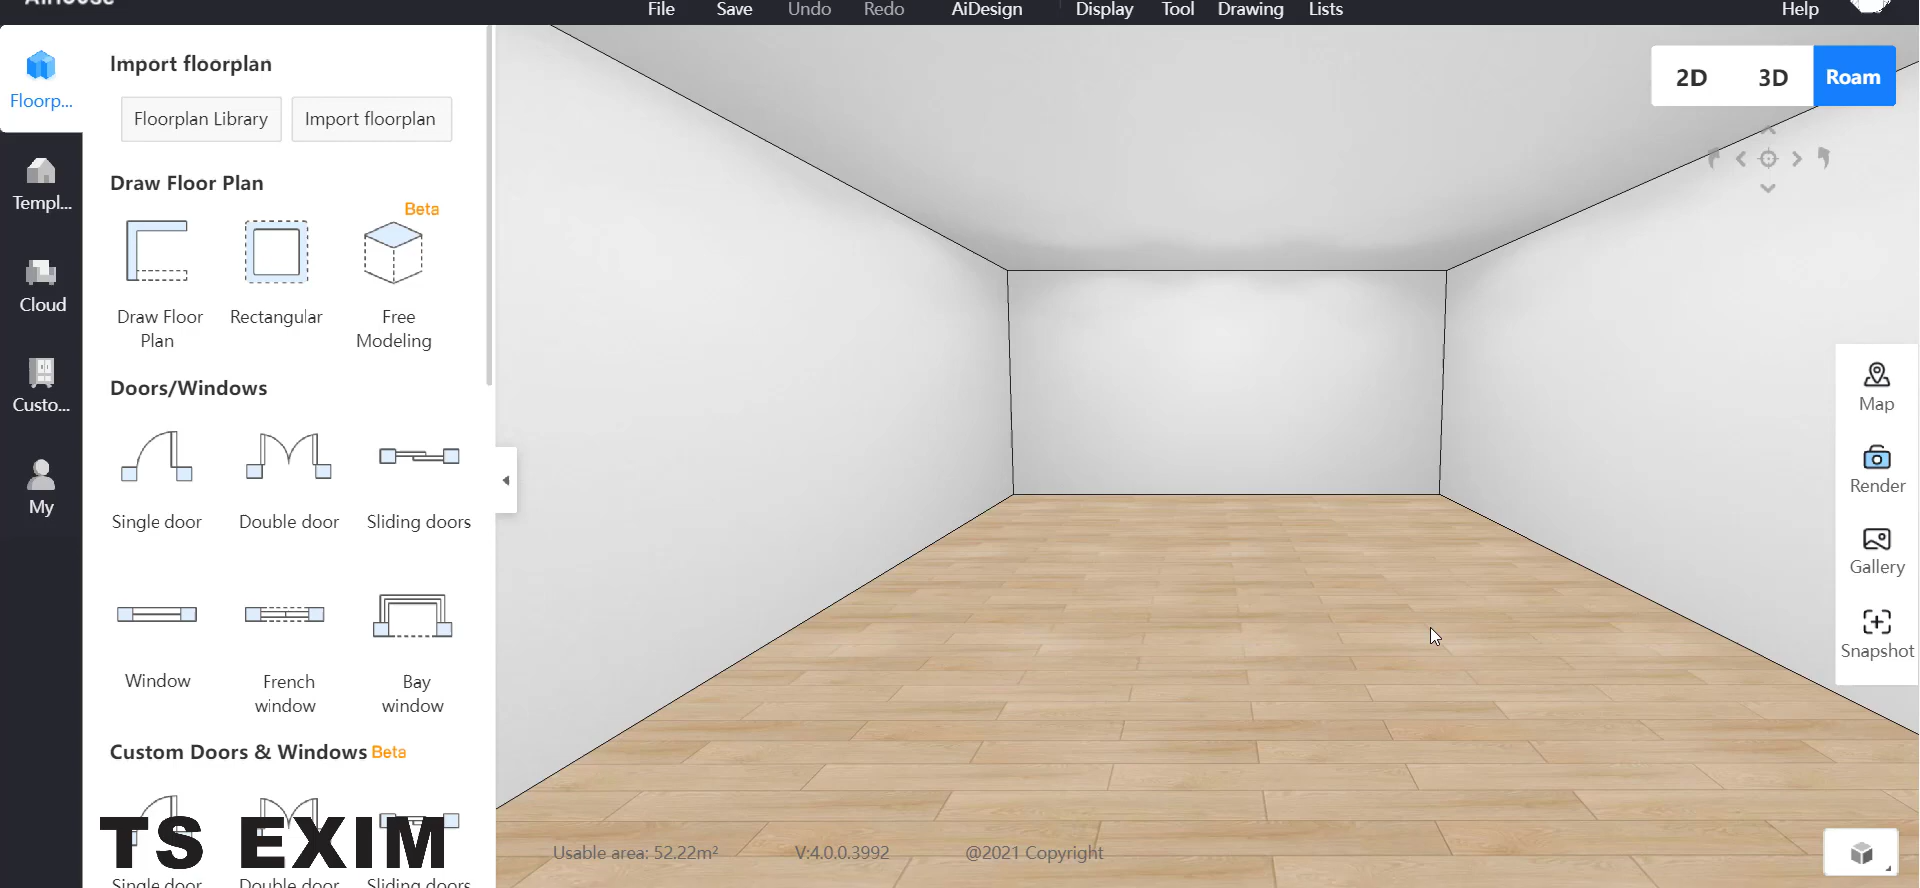 File Save Undo Redo AiDesign Display Tool Drawing Lists Help
Import floorplan
Floorplan Library Import floorplan
Draw Floor Plan
Beta
Draw Floor Plan
Rectangular
Free Modeling
Doors/Windows
Single door Double door Sliding doors
Window
French window
Bay window
Custom Doors & Windows Beta
TS EXIM
Single door Double door Sliding doors
Floorp...
Templ...
Cloud
Custo...
My
2D 3D Roam
Map
Render
Gallery
Snapshot
Usable area: 52.22m² V:4.0.0.3992 @2021 Copyright